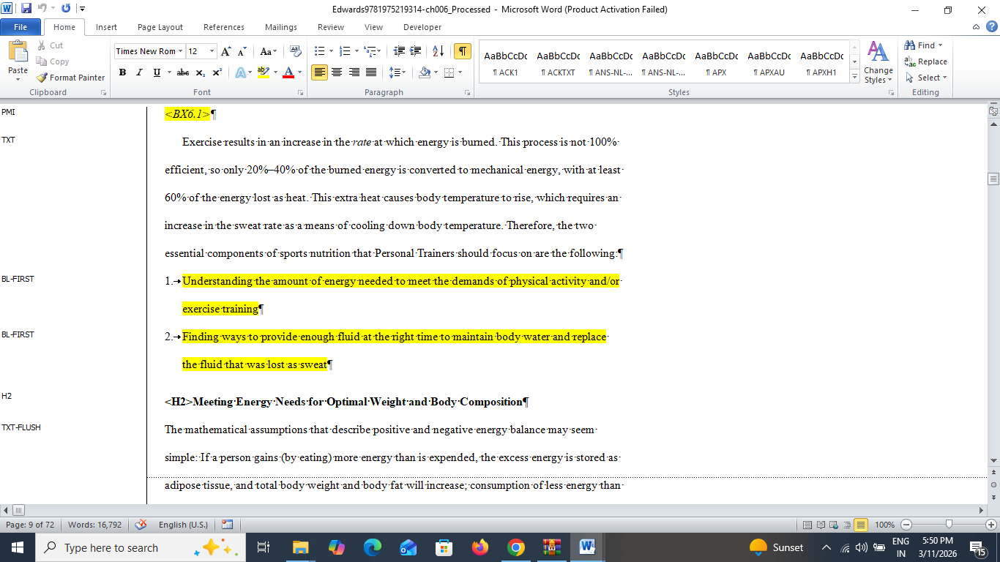 Edwards9781975219314-ch006_Processed - Microsoft Word (Product Activation Failed)
File Home Insert Page Layout References Mailings Review View Developer
Paste
Cut
Copy
Format Painter
Clipboard
Times New Rom 12
Font
Paragraph
AaBbCcDc AaBbCcDc AaBbCcDc AaBbCcDc AaBbCcDc AaBbCcDc AaBbCcDc
¶ ACK1 ¶ ACKTXT ¶ ANS-NL-... ¶ ANS-NL-... ¶ APX ¶ APXAU ¶ APXH1
Change Styles
Styles
Find
Replace
Select
Editing
PMI
<BX6.1>¶
TXT
Exercise results in an increase in the rate at which energy is burned. This process is not 100%
efficient, so only 20%–40% of the burned energy is converted to mechanical energy, with at least
60% of the energy lost as heat. This extra heat causes body temperature to rise, which requires an
increase in the sweat rate as a means of cooling down body temperature. Therefore, the two
essential components of sports nutrition that Personal Trainers should focus on are the following:¶
BL-FIRST
1.→Understanding the amount of energy needed to meet the demands of physical activity and/or
exercise training¶
BL-FIRST
2.→Finding ways to provide enough fluid at the right time to maintain body water and replace
the fluid that was lost as sweat¶
H2
<H2>Meeting Energy Needs for Optimal Weight and Body Composition¶
TXT-FLUSH
The mathematical assumptions that describe positive and negative energy balance may seem
simple: If a person gains (by eating) more energy than is expended, the excess energy is stored as
adipose tissue, and total body weight and body fat will increase; consumption of less energy than
Page: 9 of 72 Words: 16,792 English (U.S.) 100%
Type here to search
Sunset
ENG
IN
5:50 PM
3/11/2026
15